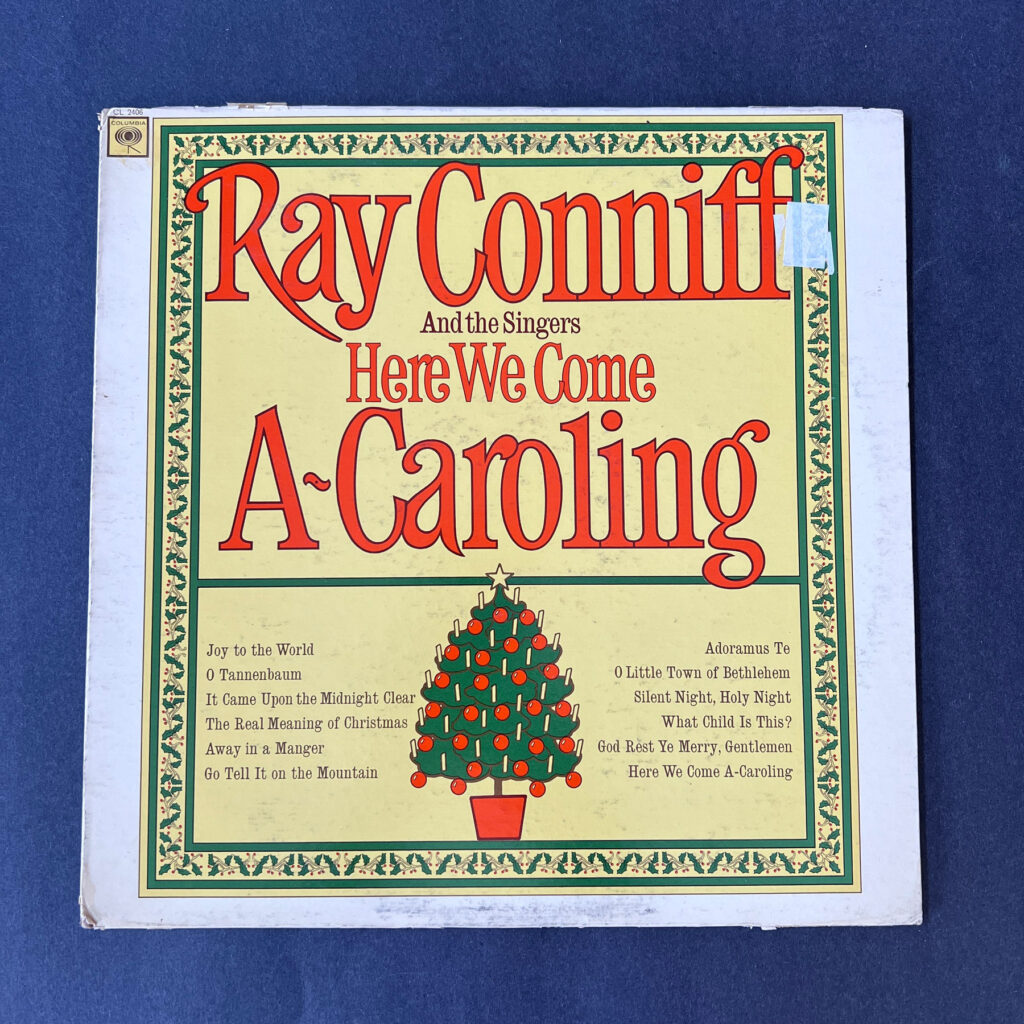 CL 2406
COLUMBIA
Ray Conniff
And the Singers
Here We Come
A~Caroling
Joy to the World
O Tannenbaum
It Came Upon the Midnight Clear
The Real Meaning of Christmas
Away in a Manger
Go Tell It on the Mountain
Adoramus Te
O Little Town of Bethlehem
Silent Night, Holy Night
What Child Is This?
God Rest Ye Merry, Gentlemen
Here We Come A-Caroling